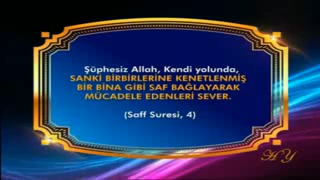 Şüphesiz Allah, Kendi yolunda,
SANKİ BİRBİRLERİNE KENETLENMİŞ
BİR BİNA GİBİ SAF BAĞLAYARAK
MÜCADELE EDENLERİ SEVER.
(Saff Suresi, 4)
HY